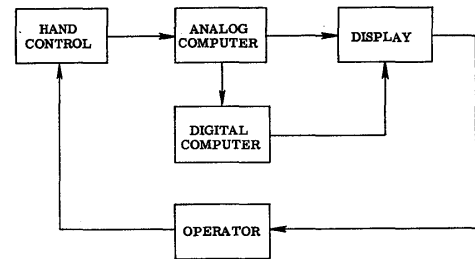 HAND
CONTROL
ANALOG
COMPUTER
DISPLAY
DIGITAL
COMPUTER
OPERATOR